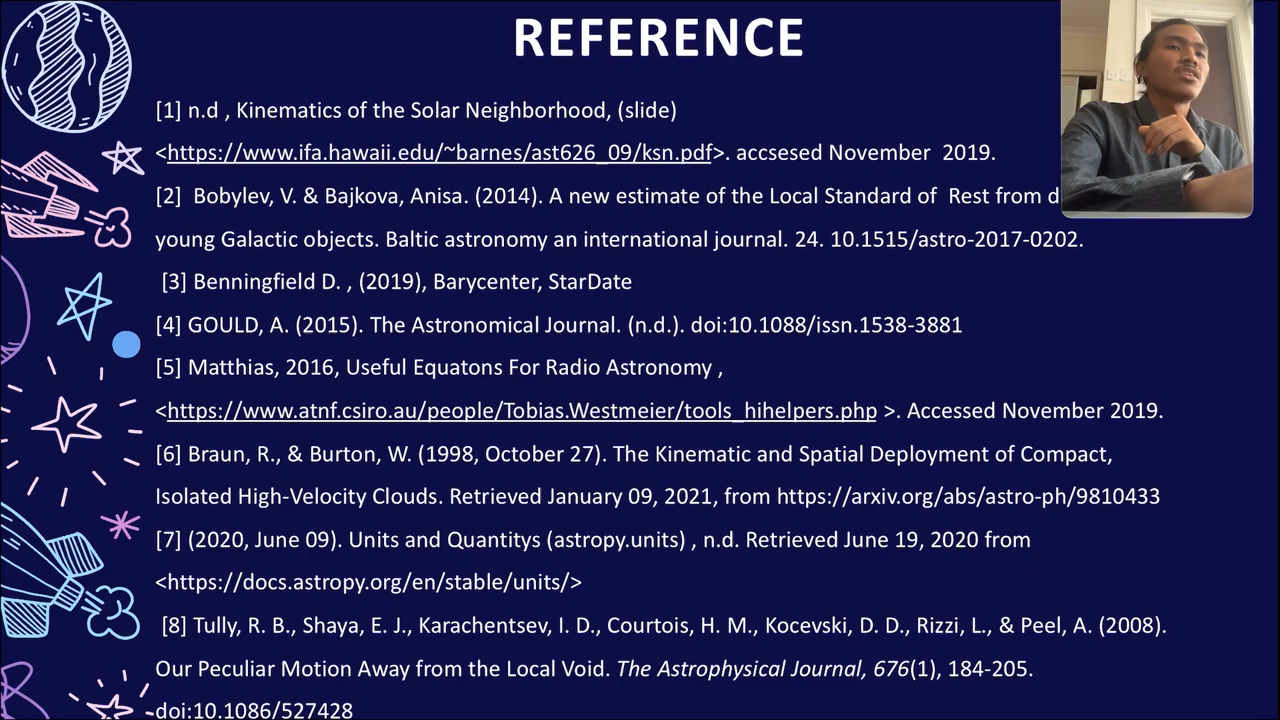 REFERENCE
[1] n.d , Kinematics of the Solar Neighborhood, (slide)
<https://www.ifa.hawaii.edu/~barnes/ast626_09/ksn.pdf>. accsesed November  2019.
[2]  Bobylev, V. & Bajkova, Anisa. (2014). A new estimate of the Local Standard of  Rest from
young Galactic objects. Baltic astronomy an international journal. 24. 10.1515/astro-2017-0202.
[3] Benningfield D. , (2019), Barycenter, StarDate
[4] GOULD, A. (2015). The Astronomical Journal. (n.d.). doi:10.1088/issn.1538-3881
[5] Matthias, 2016, Useful Equatons For Radio Astronomy ,
<https://www.atnf.csiro.au/people/Tobias.Westmeier/tools_hihelpers.php >. Accessed November 2019.
[6] Braun, R., & Burton, W. (1998, October 27). The Kinematic and Spatial Deployment of Compact,
Isolated High-Velocity Clouds. Retrieved January 09, 2021, from https://arxiv.org/abs/astro-ph/9810433
[7] (2020, June 09). Units and Quantitys (astropy.units) , n.d. Retrieved June 19, 2020 from
<https://docs.astropy.org/en/stable/units/>
[8] Tully, R. B., Shaya, E. J., Karachentsev, I. D., Courtois, H. M., Kocevski, D. D., Rizzi, L., & Peel, A. (2008).
Our Peculiar Motion Away from the Local Void. The Astrophysical Journal, 676(1), 184-205.
doi:10.1086/527428